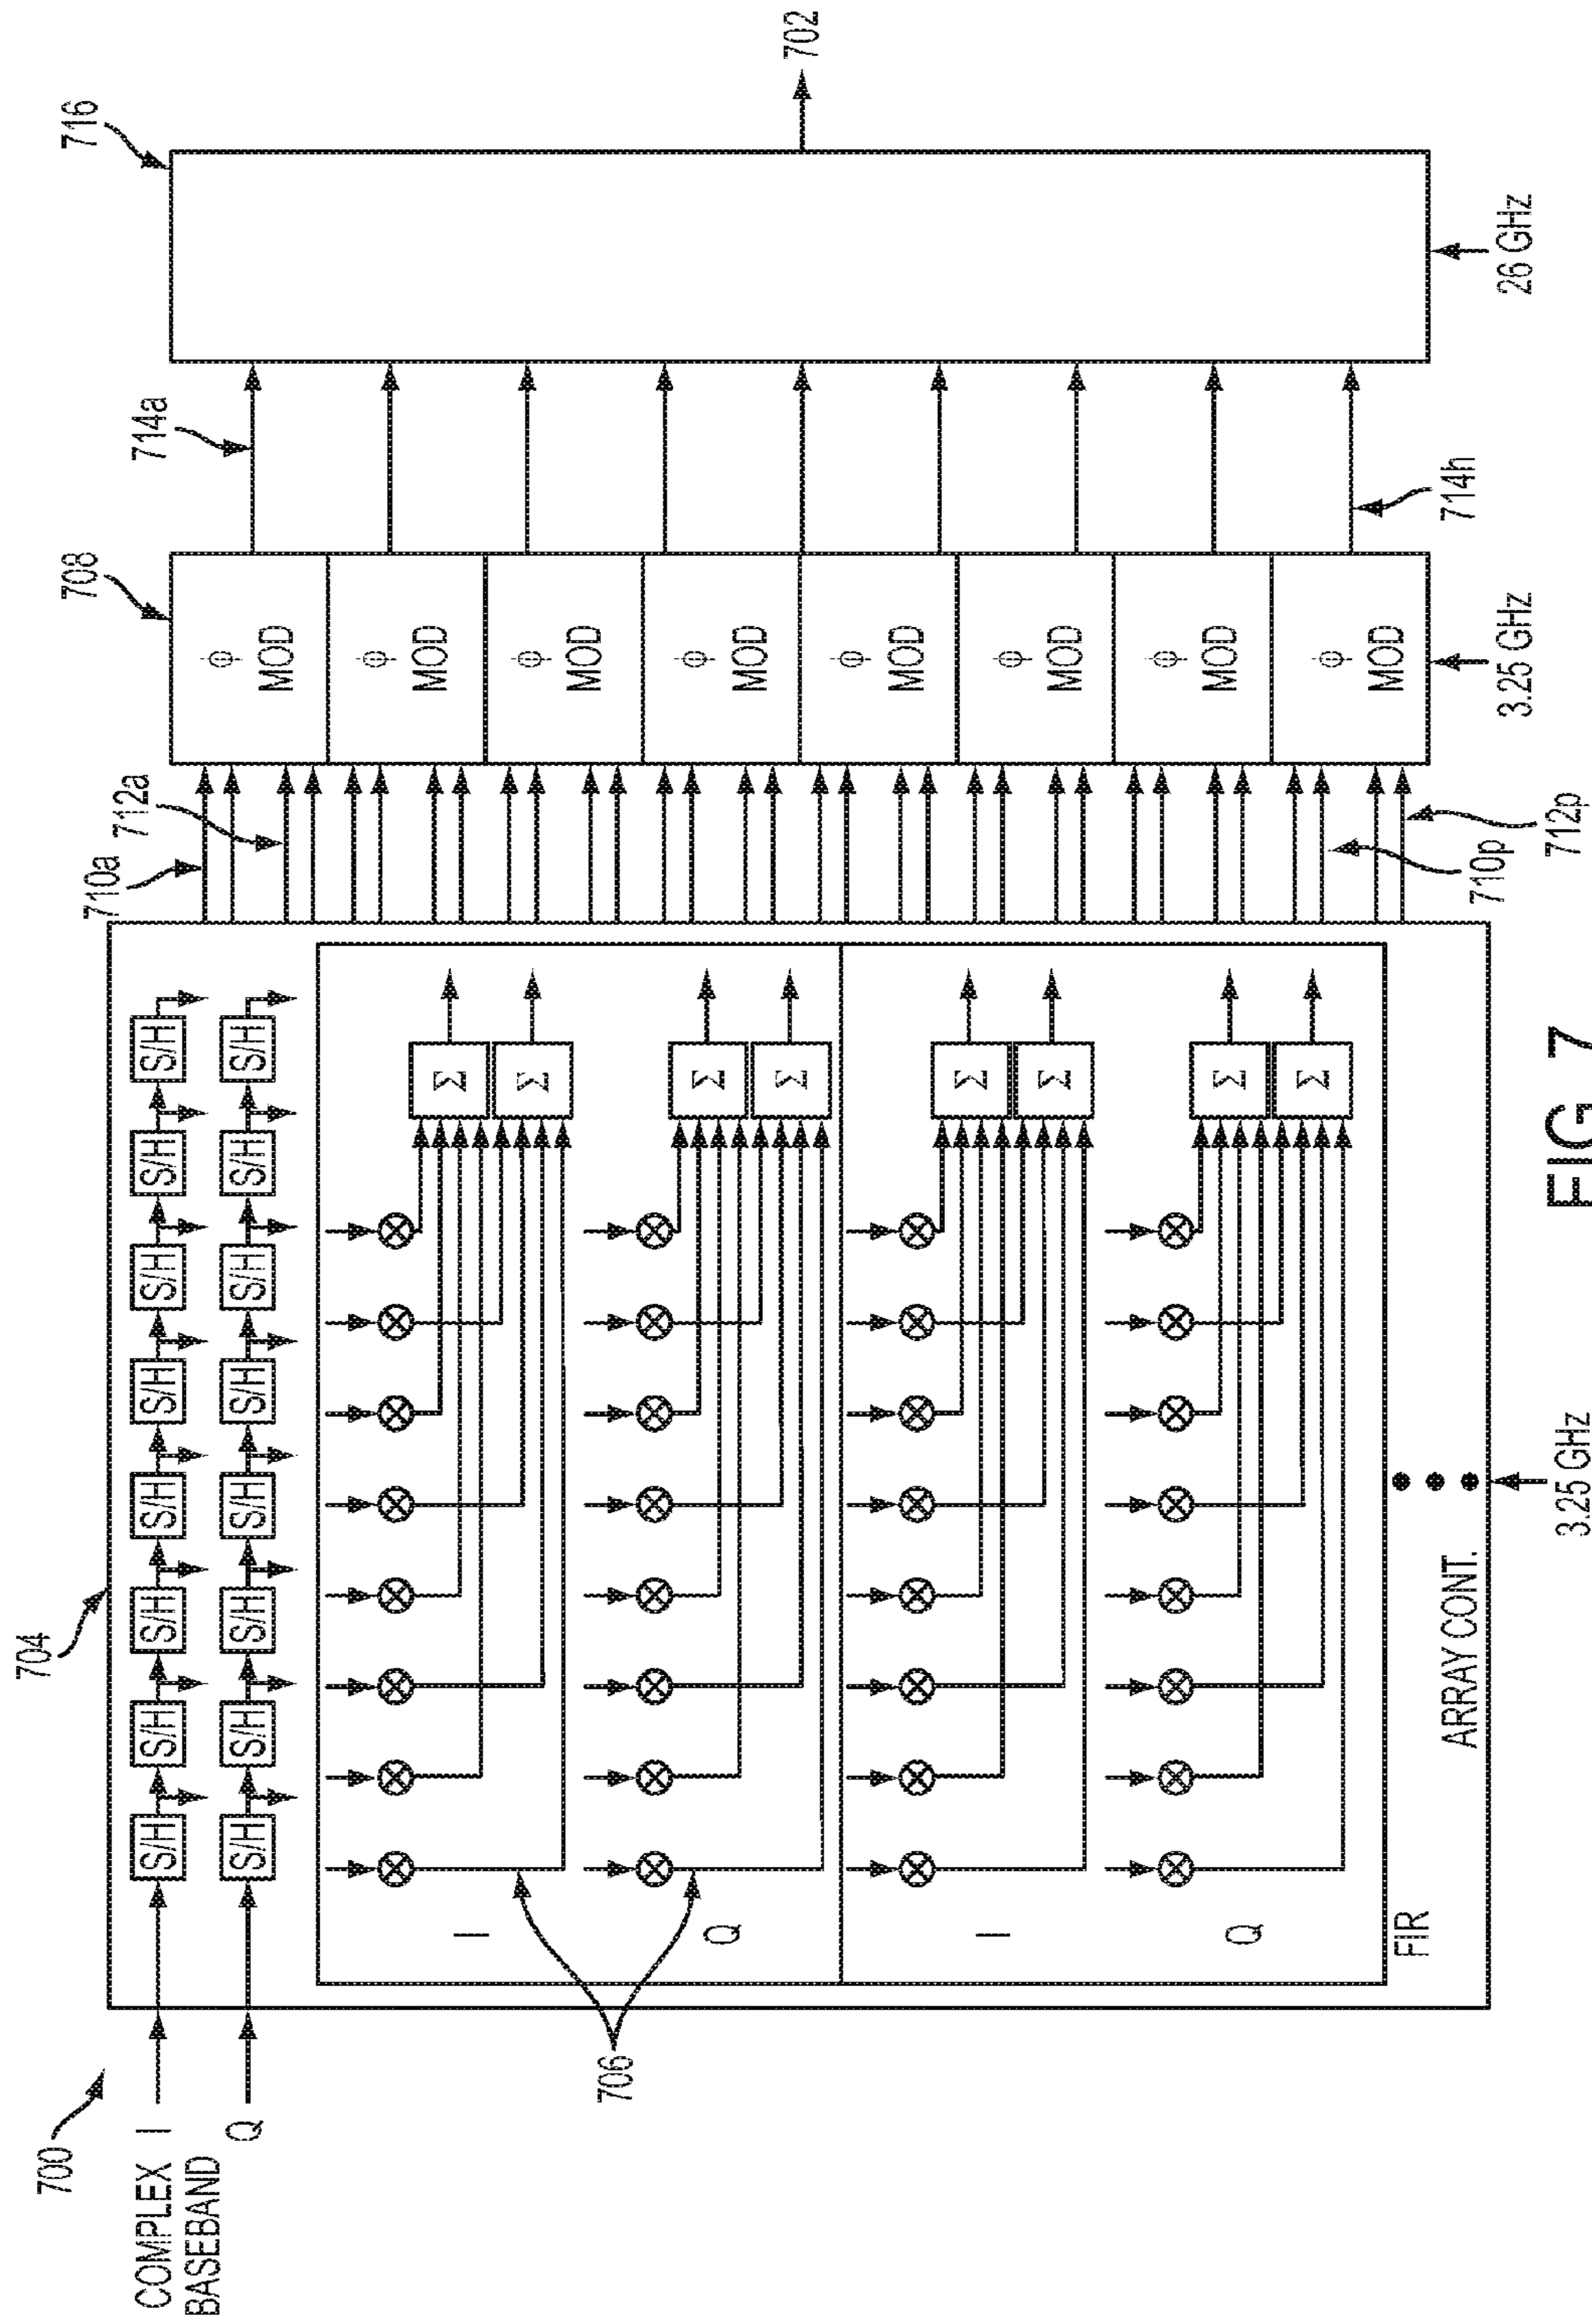 700
COMPLEX I
BASEBAND Q
704
S/H S/H S/H S/H S/H S/H S/H S/H
S/H S/H S/H S/H S/H S/H S/H S/H
706
I
Σ
Σ
Q
Σ
Σ
I
Σ
Σ
Q
Σ
Σ
FIR
ARRAY CONT.
3.25 GHz
710a
712a
710p
712p
708
ϕ
MOD
ϕ
MOD
ϕ
MOD
ϕ
MOD
ϕ
MOD
ϕ
MOD
ϕ
MOD
ϕ
MOD
3.25 GHz
714a
714h
716
26 GHz
702
FIG. 7